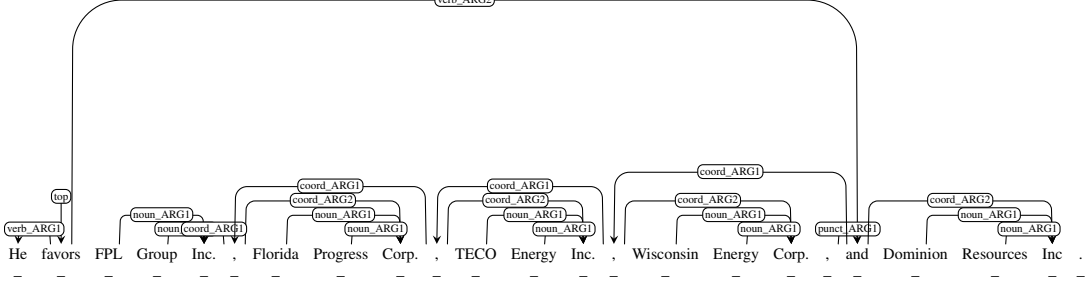 verb_ARG2
coord_ARG1
coord_ARG1 coord_ARG1
top coord_ARG2 coord_ARG2 coord_ARG2 coord_ARG2
noun_ARG1 noun_ARG1 noun_ARG1 noun_ARG1 noun_ARG1
verb_ARG1 noun coord_ARG1 noun_ARG1 noun_ARG1 noun_ARG1 punct_ARG1 noun_ARG1
He favors FPL Group Inc. , Florida Progress Corp. , TECO Energy Inc. , Wisconsin Energy Corp. , and Dominion Resources Inc .
_ _ _ _ _ _ _ _ _ _ _ _ _ _ _ _ _ _ _ _ _ _